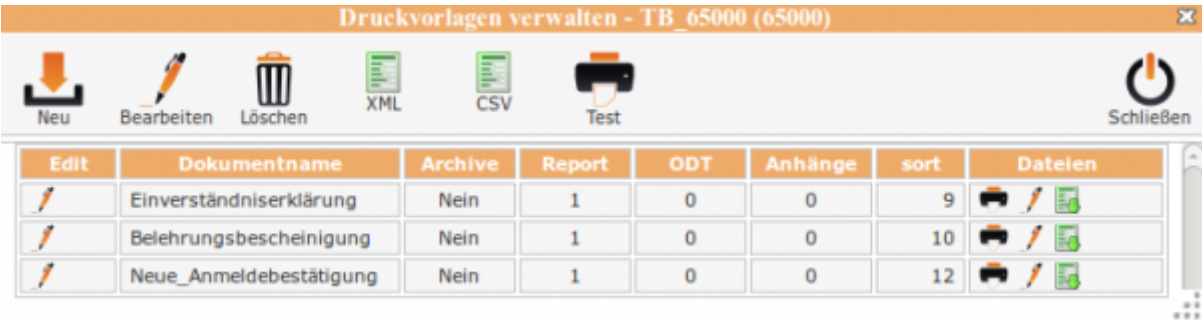 Druckvorlagen verwalten - TB_65000 (65000)
Neu Bearbeiten Löschen XML CSV Test Schließen
Edit Dokumentname Archive Report ODT Anhänge sort Dateien
Einverständniserklärung Nein 1 0 0 9
Belehrungsbescheinigung Nein 1 0 0 10
Neue_Anmeldebestätigung Nein 1 0 0 12